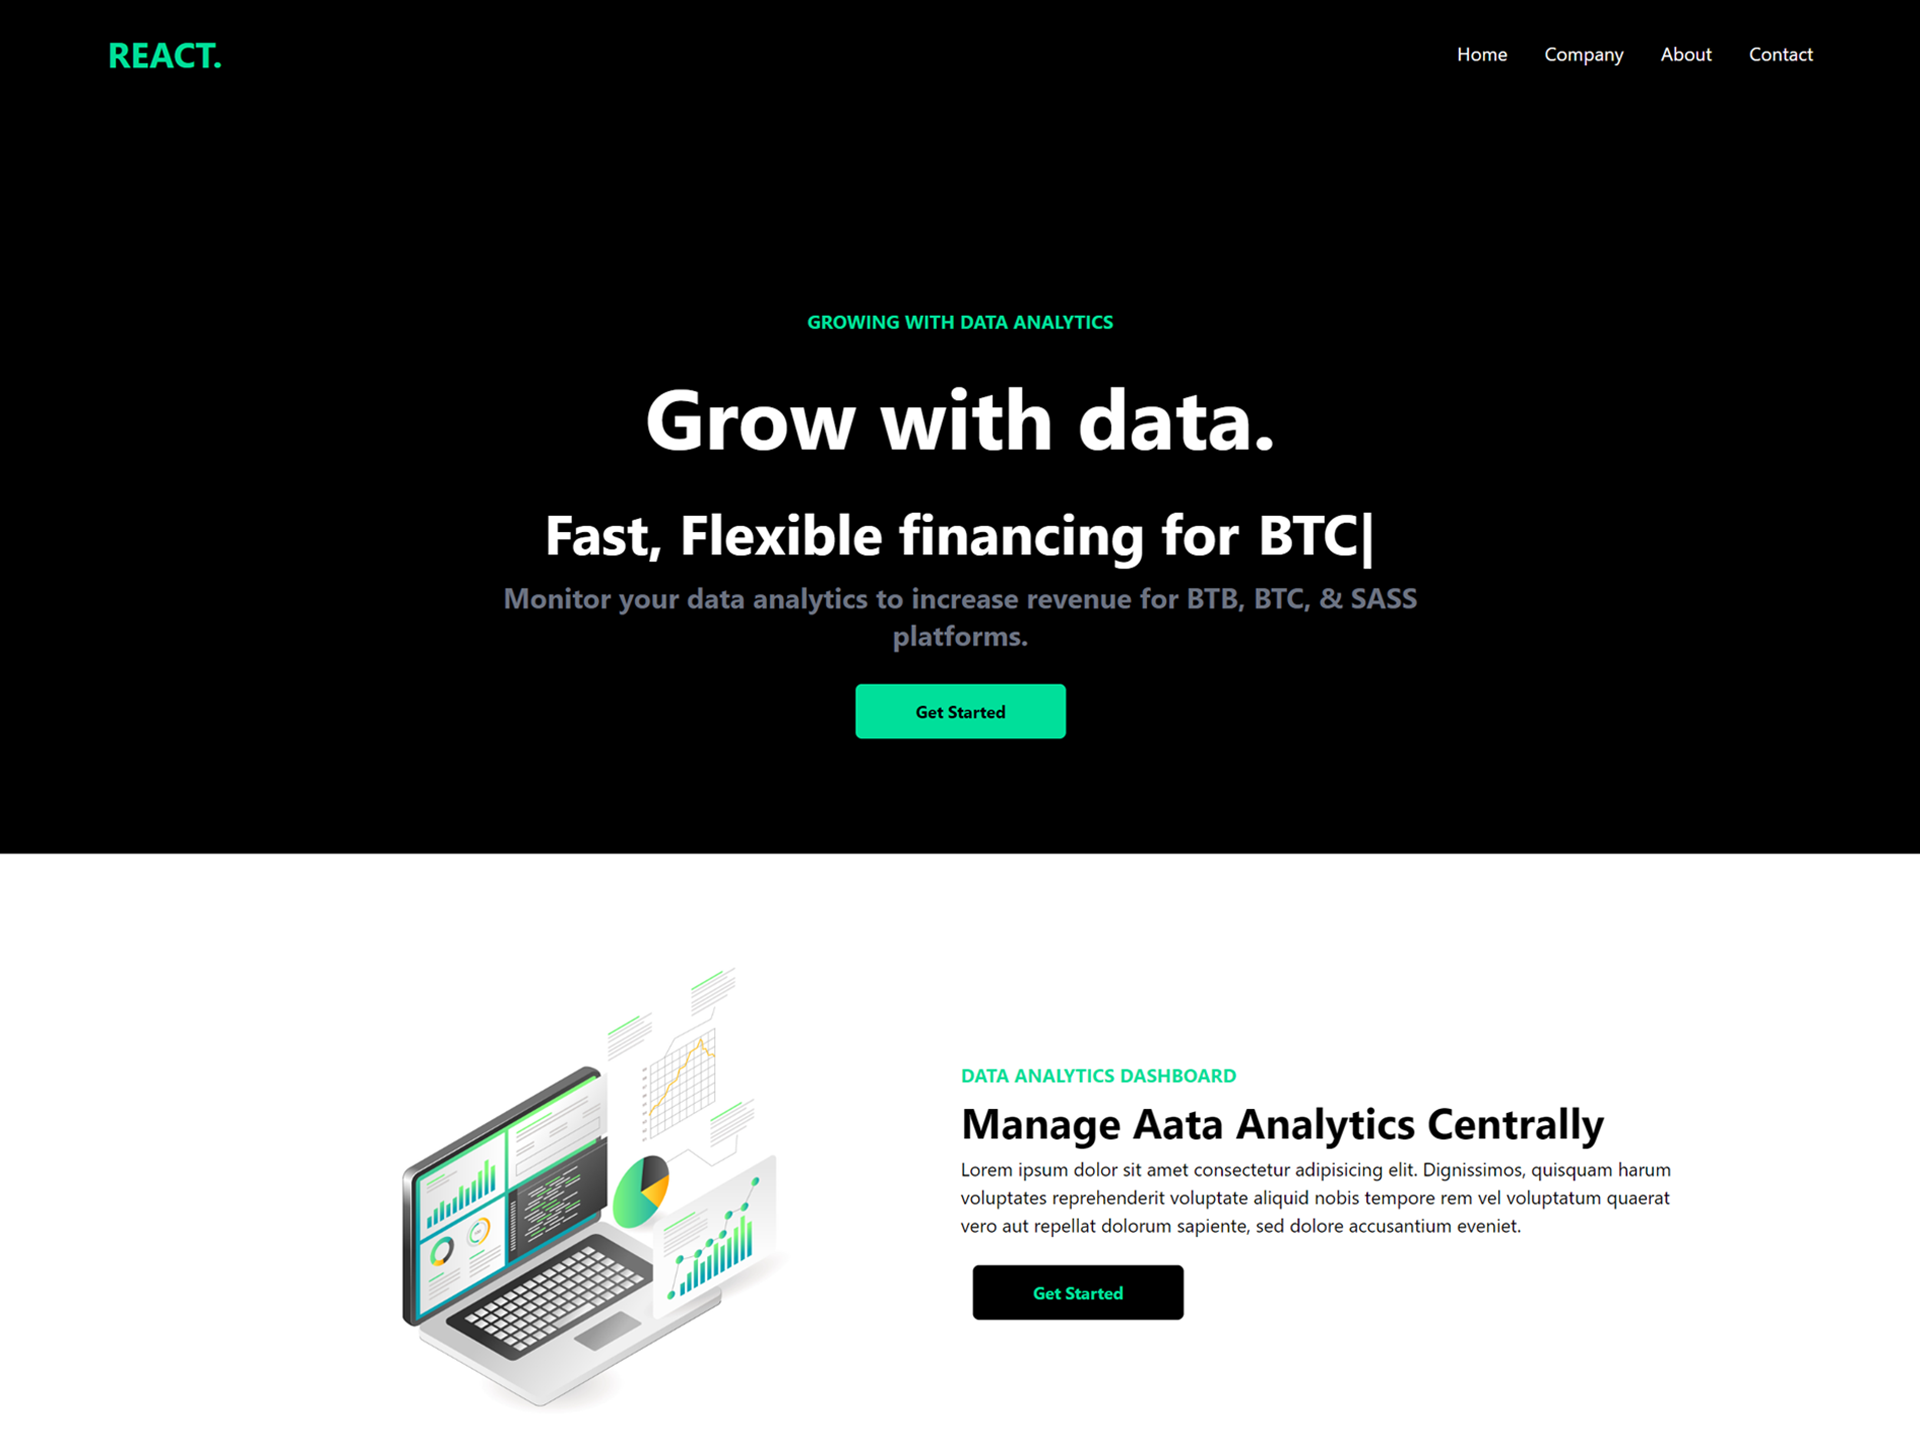 REACT.
Home Company About Contact
GROWING WITH DATA ANALYTICS
Grow with data.
Fast, Flexible financing for BTC|
Monitor your data analytics to increase revenue for BTB, BTC, & SASS
platforms.
Get Started
DATA ANALYTICS DASHBOARD
Manage Aata Analytics Centrally
Lorem ipsum dolor sit amet consectetur adipisicing elit. Dignissimos, quisquam harum
voluptates reprehenderit voluptate aliquid nobis tempore rem vel voluptatum quaerat
vero aut repellat dolorum sapiente, sed dolore accusantium eveniet.
Get Started